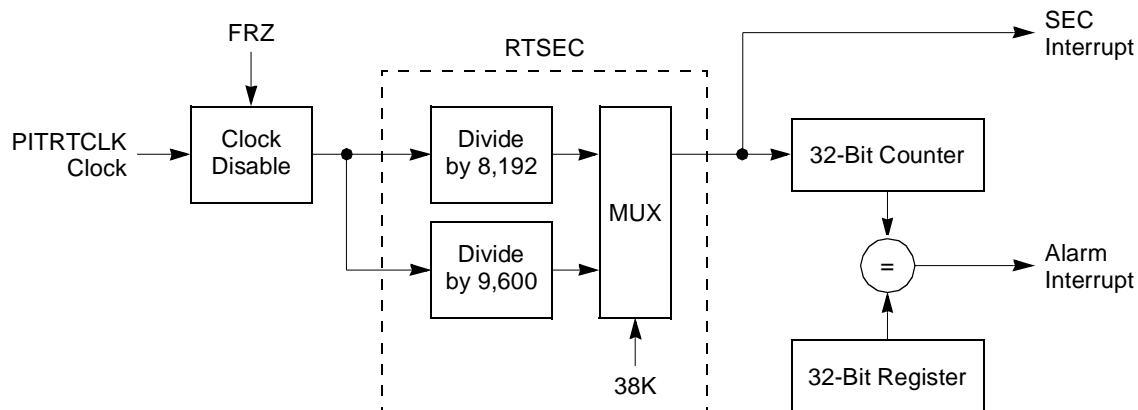 FRZ
RTSEC
SEC
Interrupt
PITRTCLK
Clock
Clock
Disable
Divide
by 8,192
MUX
32-Bit Counter
Divide
by 9,600
=
Alarm
Interrupt
38K
32-Bit Register